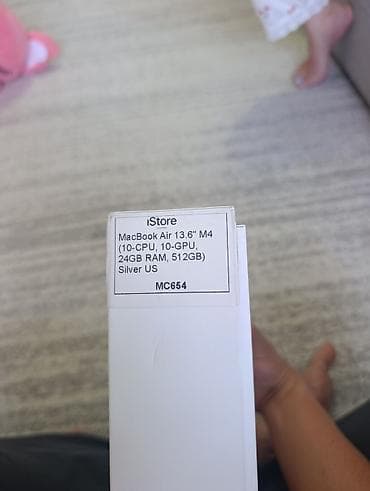 iStore
MacBook Air 13.6" M4
(10-CPU, 10-GPU,
24GB RAM, 512GB)
Silver US
MC654